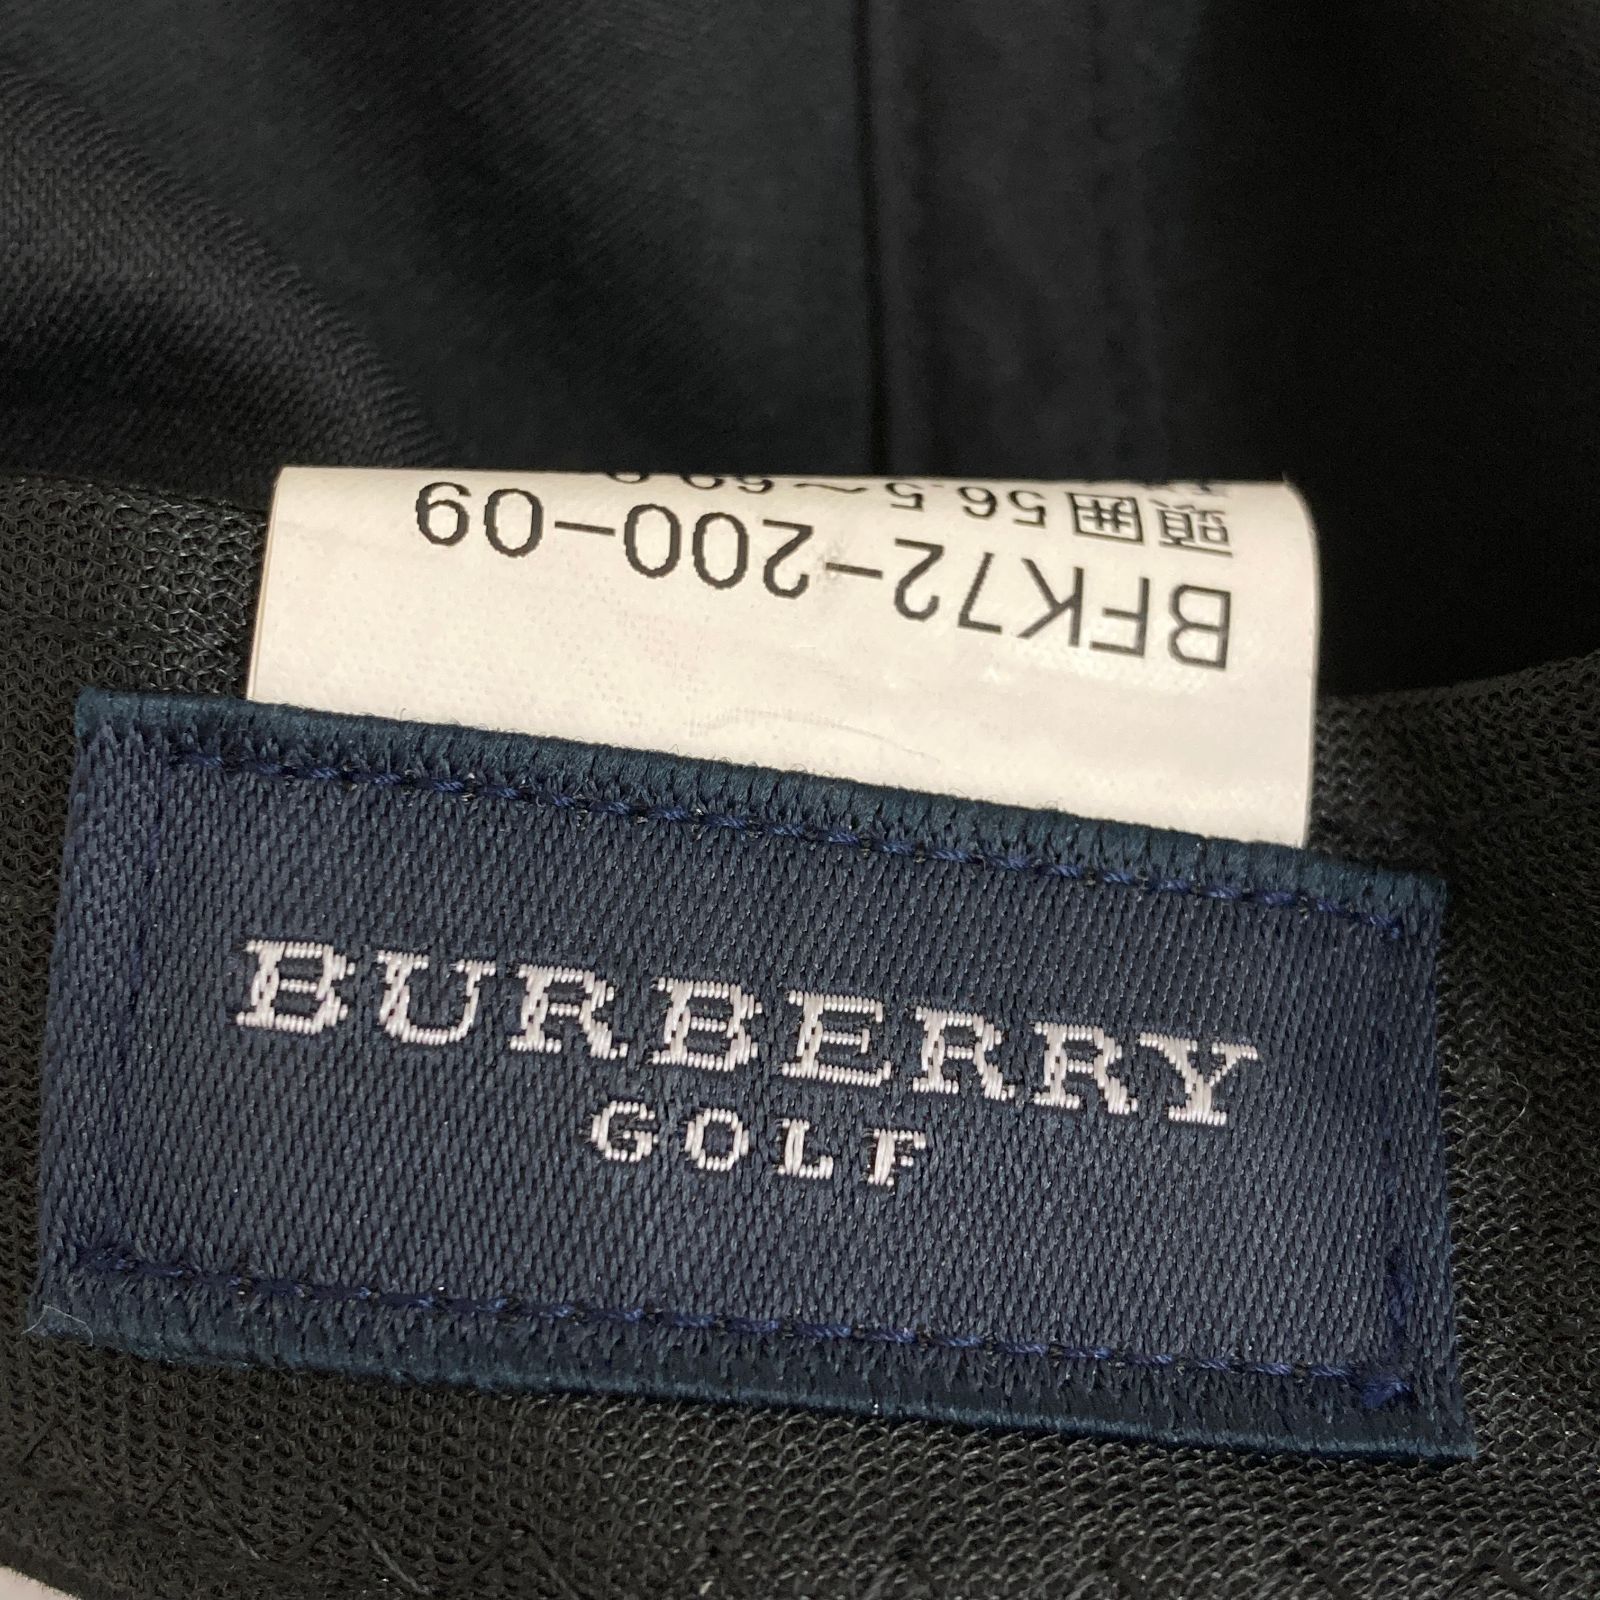 BFK72-200-09
頭囲56.5~
BURBERRY
GOLF